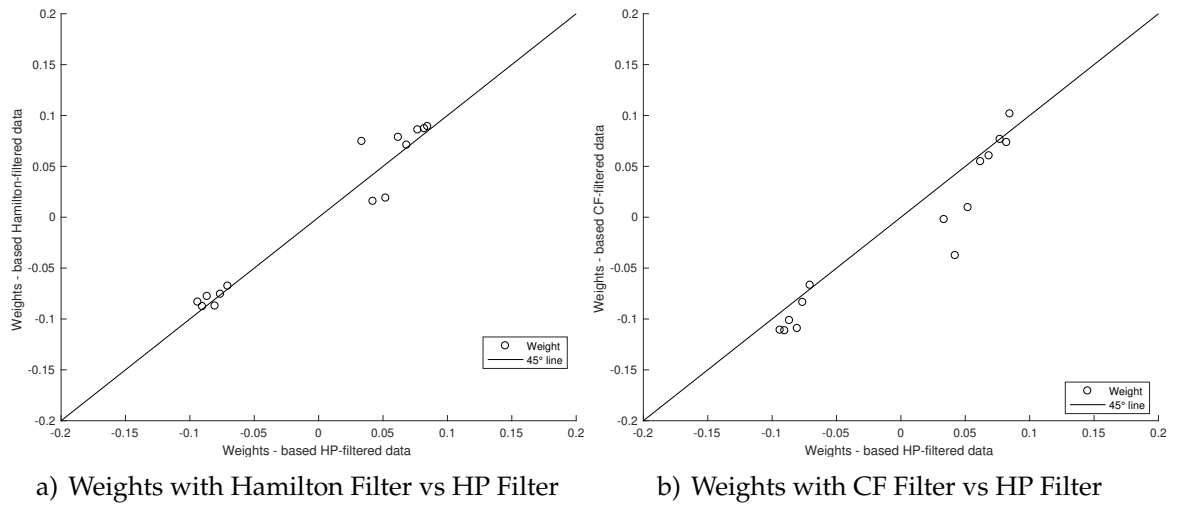 0.2
0.15
0.1
0.05
0
-0.05
-0.1
-0.15
-0.2
-0.2 -0.15 -0.1 -0.05 0 0.05 0.1 0.15 0.2
Weights - based HP-filtered data
Weights - based Hamilton-filtered data
Weight
45° line
a) Weights with Hamilton Filter vs HP Filter
0.2
0.15
0.1
0.05
0
-0.05
-0.1
-0.15
-0.2
-0.2 -0.15 -0.1 -0.05 0 0.05 0.1 0.15 0.2
Weights - based HP-filtered data
Weights - based CF-filtered data
Weight
45° line
b) Weights with CF Filter vs HP Filter